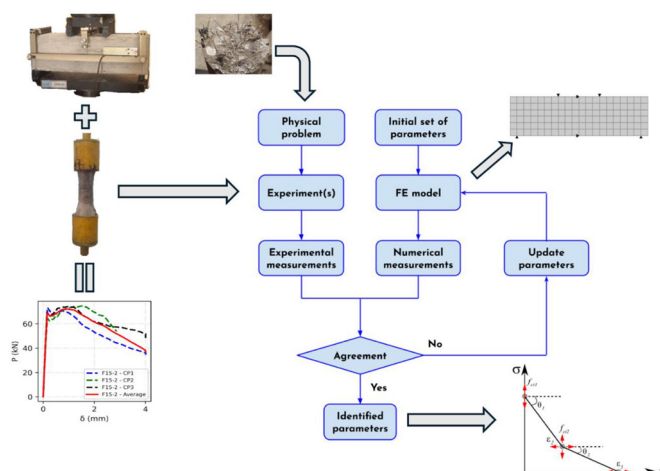 Physical
problem
Initial set of
parameters
Experiment(s)
FE model
Experimental
measurements
Numerical
measurements
Update
parameters
Agreement
No
Yes
Identified
parameters
P (kN)
60
40
20
0
F15-2 - CP1
F15-2 - CP2
F15-2 - CP3
F15-2 - Average
0
2
4
δ (mm)
σ
θ₁
θ₂